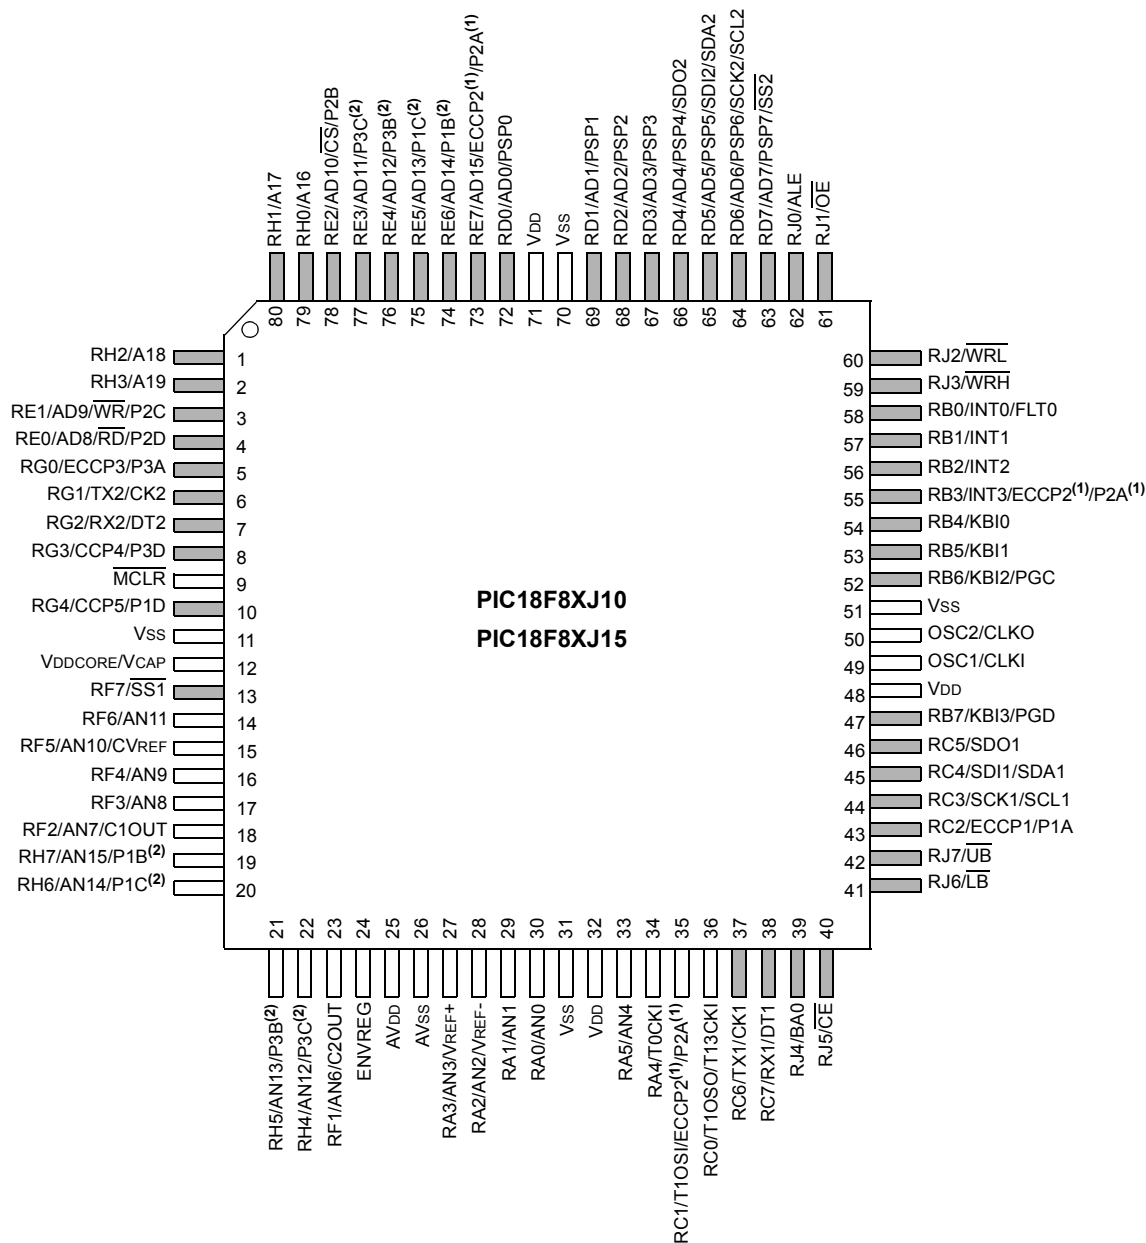 RH1/A17
RH0/A16
RE2/AD10/CS/P2B
RE3/AD11/P3C(2)
RE4/AD12/P3B(2)
RE5/AD13/P1C(2)
RE6/AD14/P1B(2)
RE7/AD15/ECCP2(1)/P2A(1)
RD0/AD0/PSP0
VDD
VSS
RD1/AD1/PSP1
RD2/AD2/PSP2
RD3/AD3/PSP3
RD4/AD4/PSP4/SDO2
RD5/AD5/PSP5/SDI2/SDA2
RD6/AD6/PSP6/SCK2/SCL2
RD7/AD7/PSP7/SS2
RJ0/ALE
RJ1/OE
80 79 78 77 76 75 74 73 72 71 70 69 68 67 66 65 64 63 62 61
RH2/A18 1
RH3/A19 2
RE1/AD9/WR/P2C 3
RE0/AD8/RD/P2D 4
RG0/ECCP3/P3A 5
RG1/TX2/CK2 6
RG2/RX2/DT2 7
RG3/CCP4/P3D 8
MCLR 9
RG4/CCP5/P1D 10
VSS 11
VDDCORE/VCAP 12
RF7/SS1 13
RF6/AN11 14
RF5/AN10/CVREF 15
RF4/AN9 16
RF3/AN8 17
RF2/AN7/C1OUT 18
RH7/AN15/P1B(2) 19
RH6/AN14/P1C(2) 20
PIC18F8XJ10
PIC18F8XJ15
60 RJ2/WRL
59 RJ3/WRH
58 RB0/INT0/FLT0
57 RB1/INT1
56 RB2/INT2
55 RB3/INT3/ECCP2(1)/P2A(1)
54 RB4/KBI0
53 RB5/KBI1
52 RB6/KBI2/PGC
51 VSS
50 OSC2/CLKO
49 OSC1/CLKI
48 VDD
47 RB7/KBI3/PGD
46 RC5/SDO1
45 RC4/SDI1/SDA1
44 RC3/SCK1/SCL1
43 RC2/ECCP1/P1A
42 RJ7/UB
41 RJ6/LB
21 22 23 24 25 26 27 28 29 30 31 32 33 34 35 36 37 38 39 40
RH5/AN13/P3B(2)
RH4/AN12/P3C(2)
RF1/AN6/C2OUT
ENVREG
AVDD
AVSS
RA3/AN3/VREF+
RA2/AN2/VREF-
RA1/AN1
RA0/AN0
VSS
VDD
RA5/AN4
RA4/T0CKI
RC1/T1OSI/ECCP2(1)/P2A(1)
RC0/T1OSO/T13CKI
RC6/TX1/CK1
RC7/RX1/DT1
RJ4/BA0
RJ5/CE